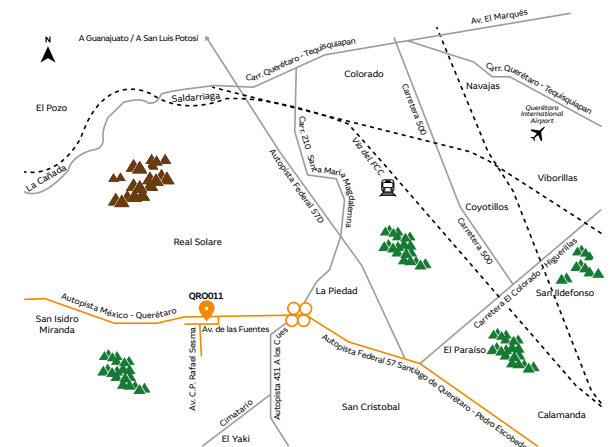 Av. El Marqués
N
A Guanajuato / A San Luis Potosí
Carr. Querétaro - Tequisquiapan
Colorado
Carr. Querétaro - Tequisquiapan
Navajas
Saldarriaga
El Pozo
Carretera 500
Querétaro
International
Airport
Carr. 210 Santa María Magdalemna
Vía del FCC
Autopista Federal 57D
La Cañada
Viborillas
Coyotillos
Real Solare
Carretera 500
Carretera El Colorado - Higuerillas
San Ildefonso
La Piedad
QRO011
Autopista México - Querétaro
San Isidro
Miranda
Av. de las Fuentes
Av. C.P. Rafael Sesma
Autopista 431 A los Cues
Autopista Federal 57 Santiago de Querétaro - Pedro Escobedo
El Paraíso
San Cristobal
Calamanda
Cimatario
El Yaki